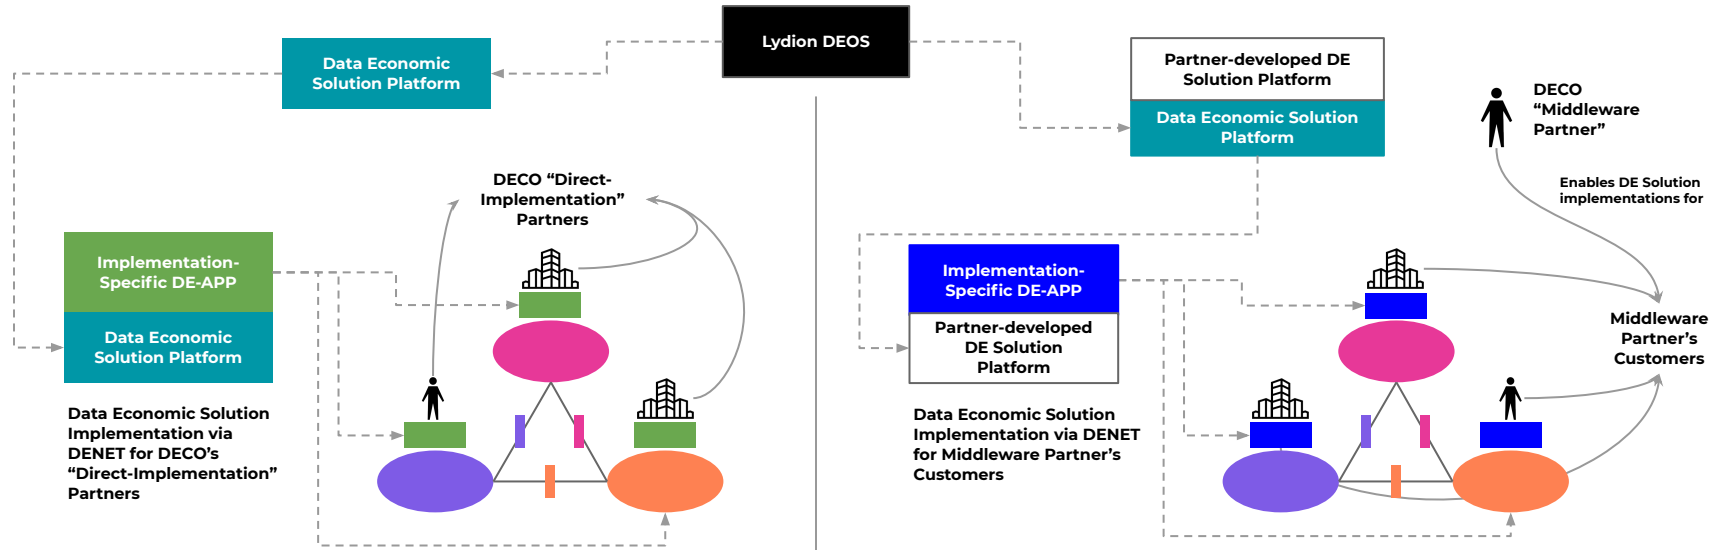 Lydion DEOS
Data Economic
Solution Platform
DECO “Direct-
Implementation”
Partners
Implementation-
Specific DE-APP
Data Economic
Solution Platform
Data Economic Solution
Implementation via
DENET for DECO’s
“Direct-Implementation”
Partners
Partner-developed DE
Solution Platform
Data Economic Solution
Platform
DECO
“Middleware
Partner”
Enables DE Solution
implementations for
Implementation-
Specific DE-APP
Partner-developed
DE Solution
Platform
Middleware
Partner’s
Customers
Data Economic Solution
Implementation via DENET
for Middleware Partner’s
Customers